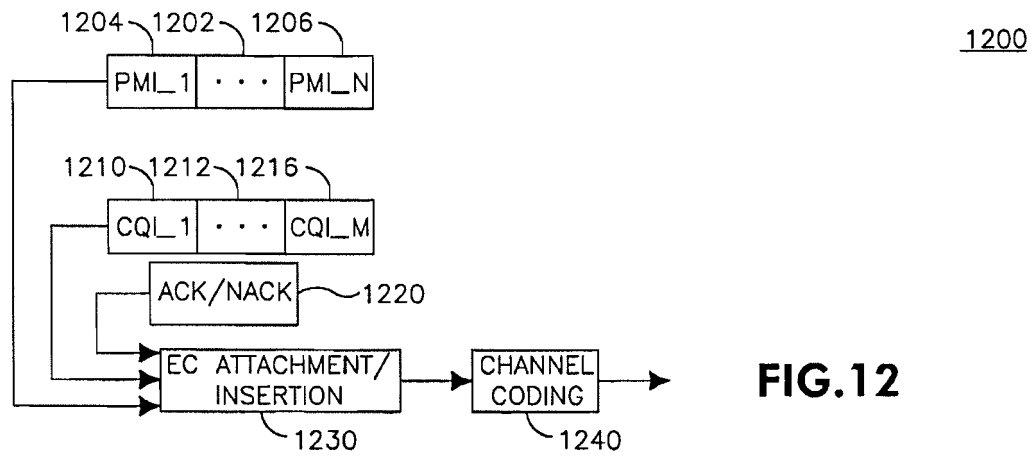 1204 1202 1206
1200
PMI_1 · · · PMI_N
1210 1212 1216
CQI_1 · · · CQI_M
ACK/NACK
1220
EC ATTACHMENT/
INSERTION
CHANNEL
CODING
FIG.12
1230
1240